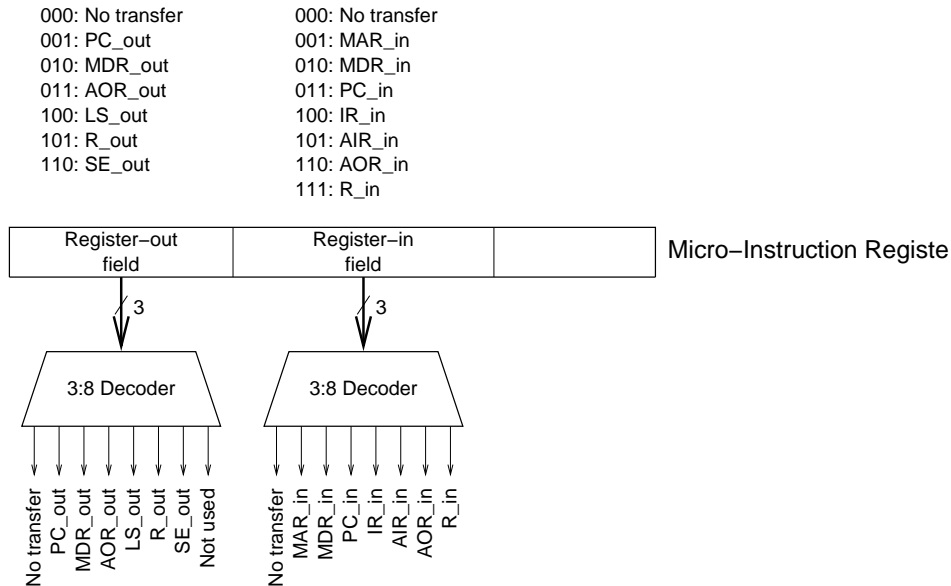 000: No transfer
001: PC_out
010: MDR_out
011: AOR_out
100: LS_out
101: R_out
110: SE_out
000: No transfer
001: MAR_in
010: MDR_in
011: PC_in
100: IR_in
101: AIR_in
110: AOR_in
111: R_in
Register−out
field
Register−in
field
Micro−Instruction Registe
3
3
3:8 Decoder
3:8 Decoder
No transfer
PC_out
MDR_out
AOR_out
LS_out
R_out
SE_out
Not used
No transfer
MAR_in
MDR_in
PC_in
IR_in
AIR_in
AOR_in
R_in